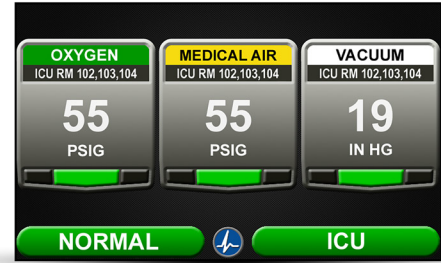 OXYGEN
ICU RM 102,103,104
55
PSIG
MEDICAL AIR
ICU RM 102,103,104
55
PSIG
VACUUM
ICU RM 102,103,104
19
IN HG
NORMAL
ICU